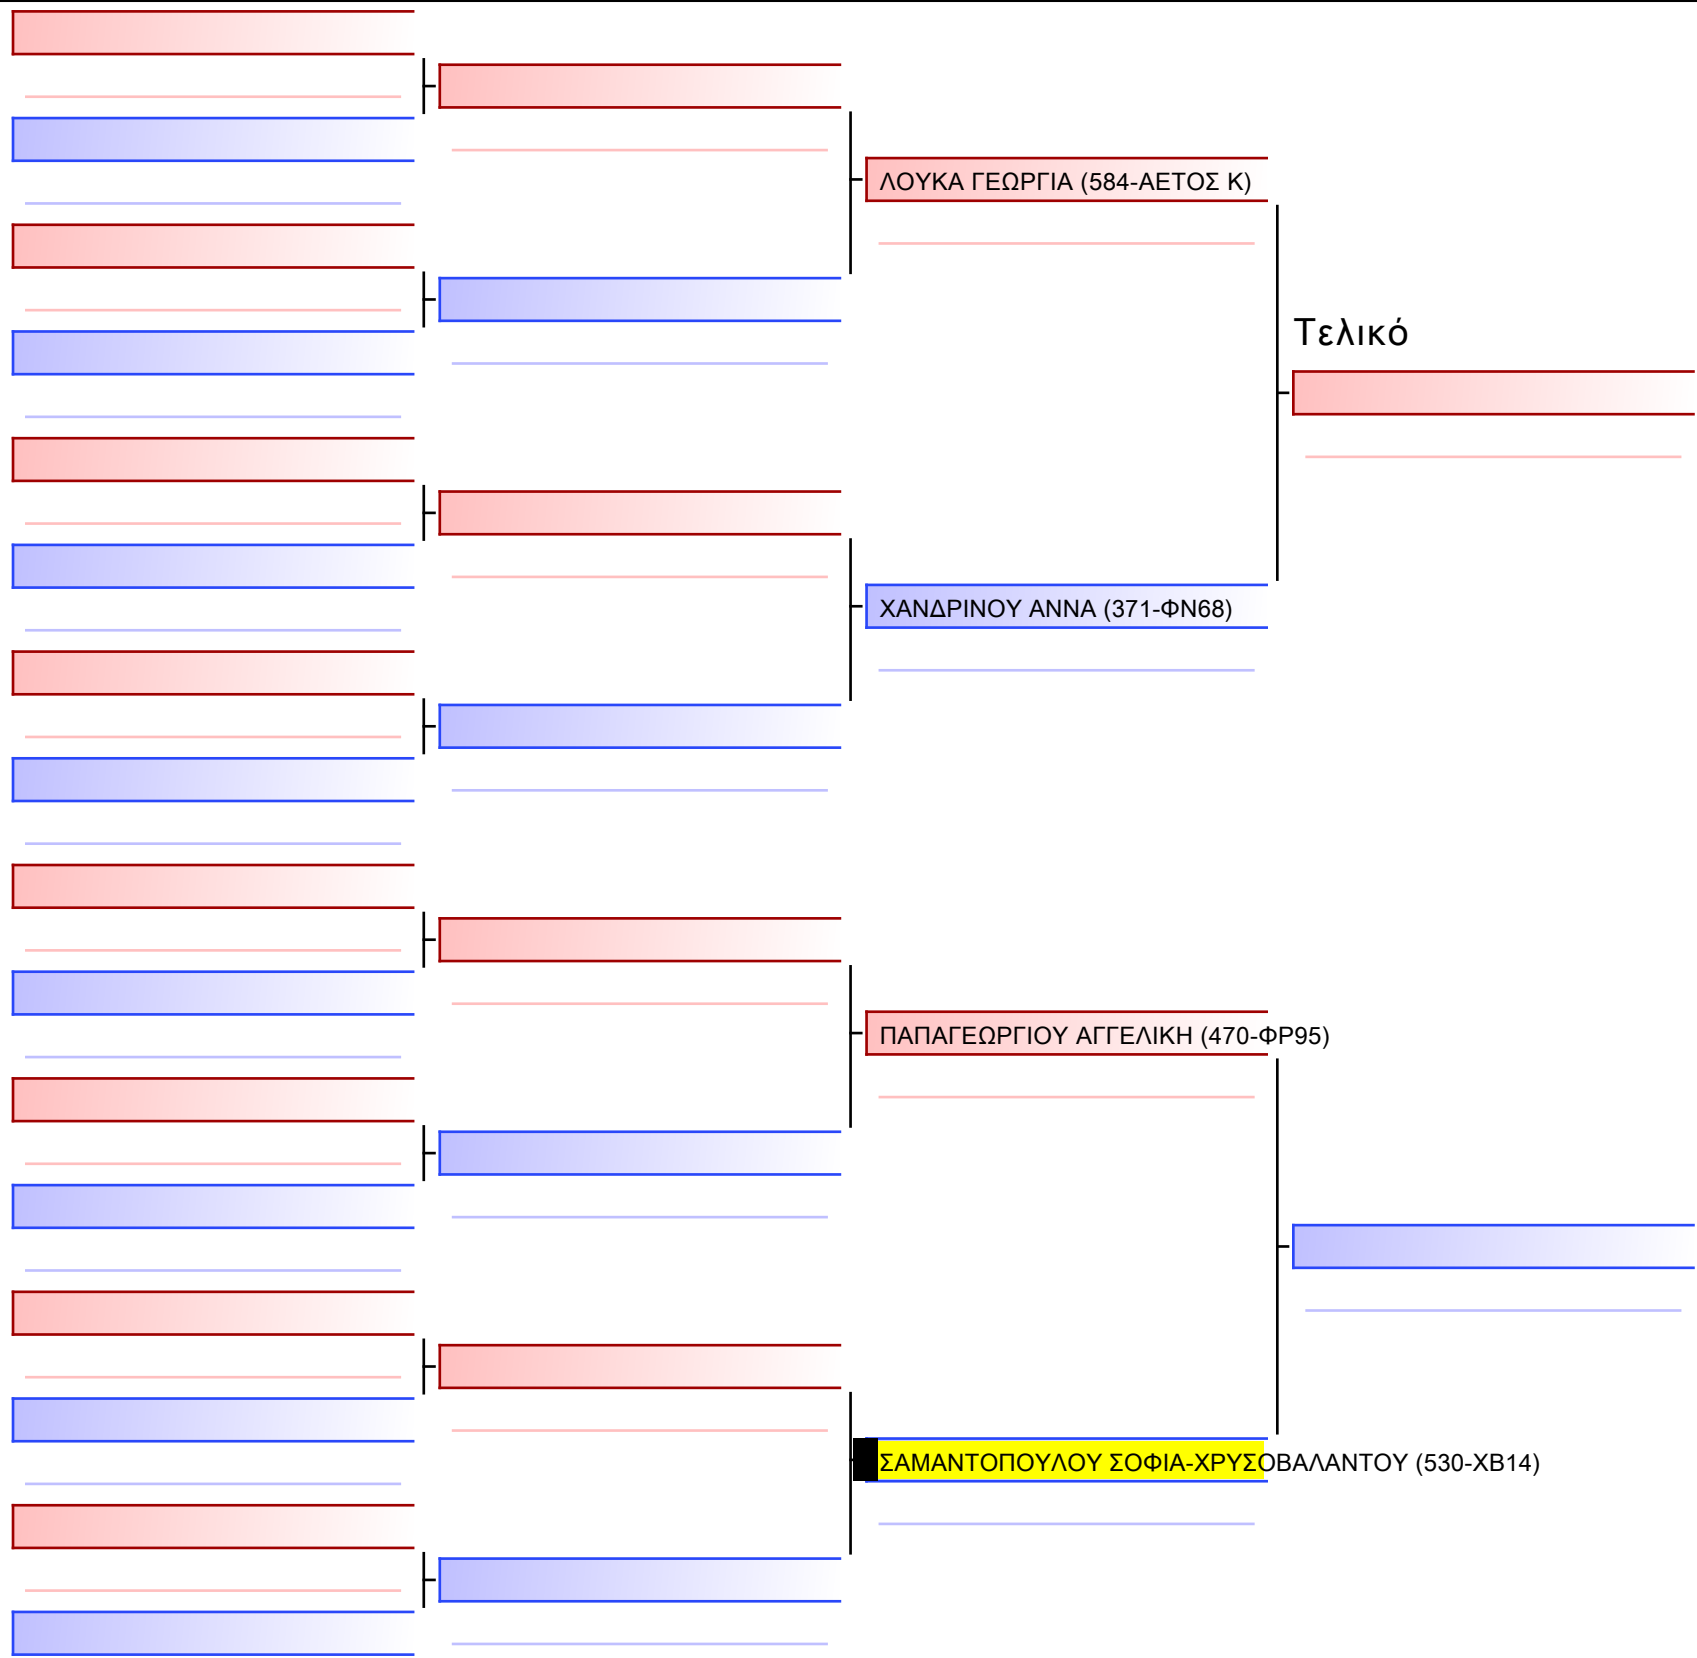 ΛΟΥΚΑ ΓΕΩΡΓΙΑ (584-ΑΕΤΟΣ Κ)
Τελικό
ΧΑΝΔΡΙΝΟΥ ΑΝΝΑ (371-ΦΝ68)
ΠΑΠΑΓΕΩΡΓΙΟΥ ΑΓΓΕΛΙΚΗ (470-ΦΡ95)
ΣΑΜΑΝΤΟΠΟΥΛΟΥ ΣΟΦΙΑ-ΧΡΥΣΟΒΑΛΑΝΤΟΥ (530-ΧΒ14)